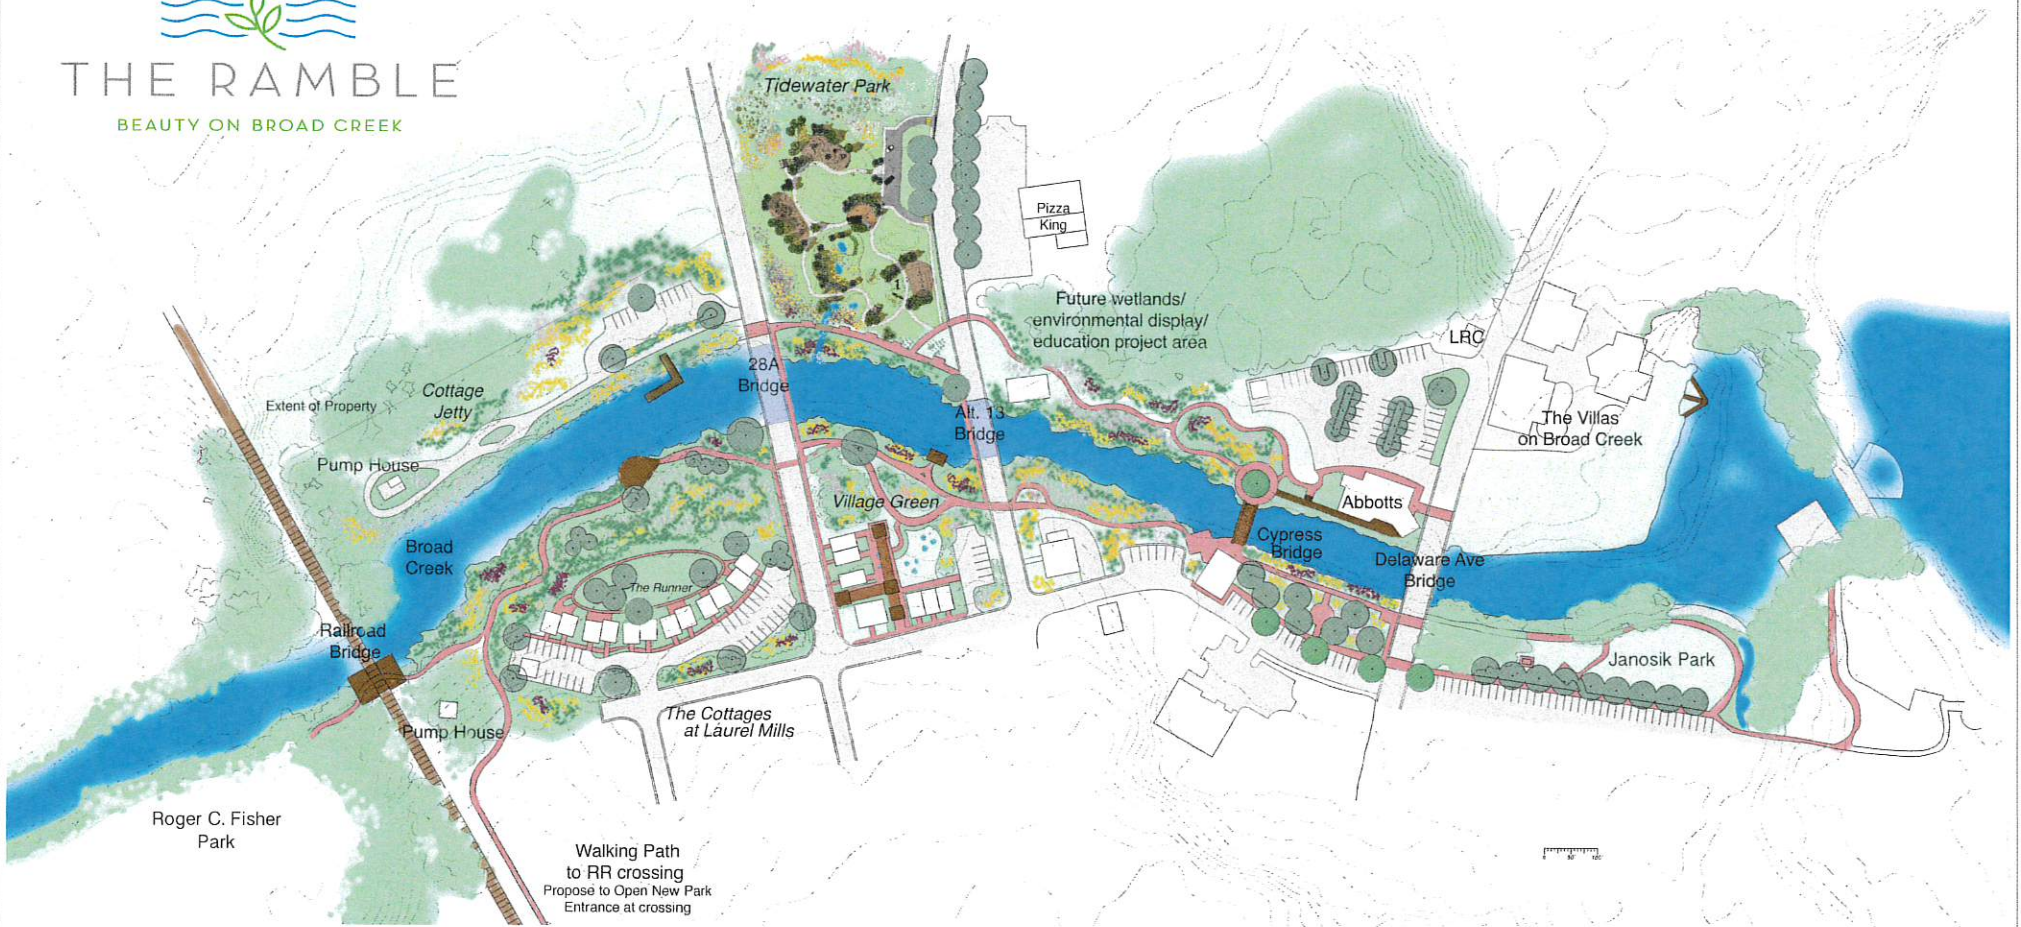 THE RAMBLE
BEAUTY ON BROAD CREEK
Tidewater Park
Pizza
King
Future wetlands/
environmental display/
education project area
LRC
28A
Bridge
Cottage
Jetty
Extent of Property
Alt. 13
Bridge
The Villas
on Broad Creek
Pump House
Village Green
Abbotts
Broad
Creek
Cypress
Bridge
Delaware Ave
Bridge
The Runner
Railroad
Bridge
Janosik Park
Pump House
The Cottages
at Laurel Mills
Roger C. Fisher
Park
Walking Path
to RR crossing
Propose to Open New Park
Entrance at crossing